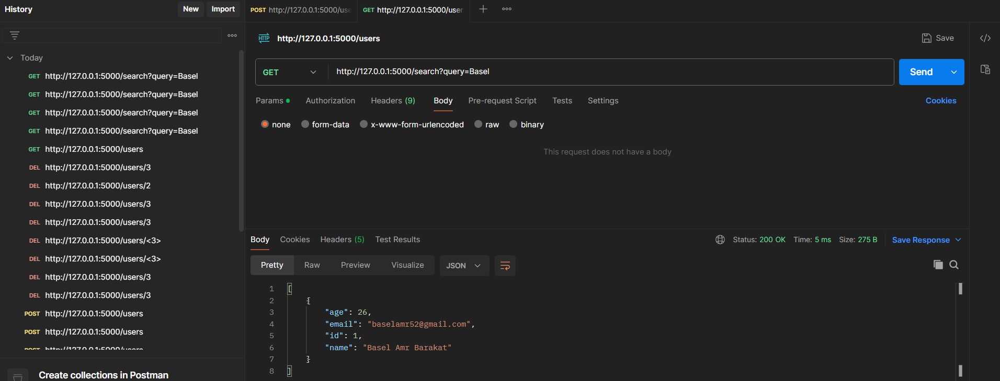 History
New
Import
Today
GET http://127.0.0.1:5000/search?query=Basel
GET http://127.0.0.1:5000/search?query=Basel
GET http://127.0.0.1:5000/search?query=Basel
GET http://127.0.0.1:5000/search?query=Basel
GET http://127.0.0.1:5000/users
DEL http://127.0.0.1:5000/users/3
DEL http://127.0.0.1:5000/users/2
DEL http://127.0.0.1:5000/users/3
DEL http://127.0.0.1:5000/users/3
DEL http://127.0.0.1:5000/users/<3>
DEL http://127.0.0.1:5000/users/<3>
DEL http://127.0.0.1:5000/users/3
DEL http://127.0.0.1:5000/users/3
POST http://127.0.0.1:5000/users
POST http://127.0.0.1:5000/users
POST http://127.0.0.1:5000/users
Create collections in Postman
POST http://127.0.0.1:5000/use
GET http://127.0.0.1:5000/user
HTTP http://127.0.0.1:5000/users
Save
GET http://127.0.0.1:5000/search?query=Basel
Send
Params Authorization Headers (9) Body Pre-request Script Tests Settings
Cookies
none form-data x-www-form-urlencoded raw binary
This request does not have a body
Body Cookies Headers (5) Test Results
Status: 200 OK Time: 5 ms Size: 275 B
Save Response
Pretty Raw Preview Visualize JSON
1 [
2 {
3 "age": 26,
4 "email": "baselamr52@gmail.com",
5 "id": 1,
6 "name": "Basel Amr Barakat"
7 }
8 ]